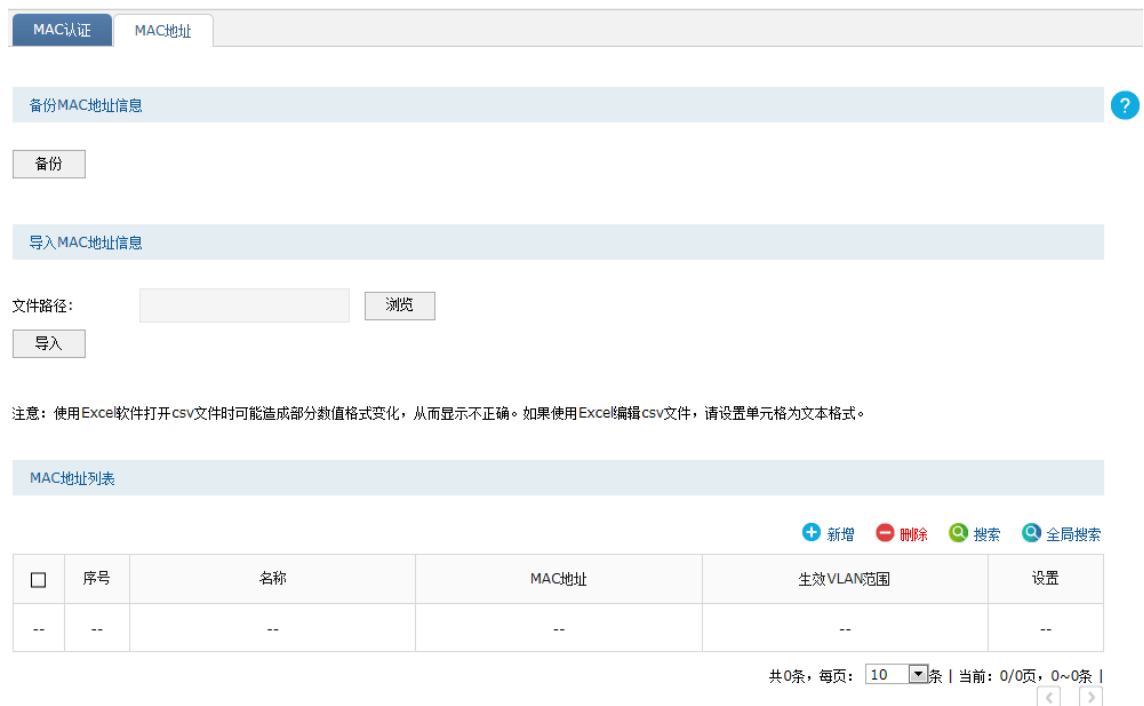 MAC认证 MAC地址
备份MAC地址信息
?
备份
导入MAC地址信息
文件路径: 浏览
导入
注意：使用Excel软件打开csv文件时可能造成部分数值格式变化，从而显示不正确。如果使用Excel编辑csv文件，请设置单元格为文本格式。
MAC地址列表
新增 删除 搜索 全局搜索
序号 名称 MAC地址 生效VLAN范围 设置
-- -- -- -- -- --
共0条，每页： 10 条 | 当前: 0/0页，0~0条 |
< >